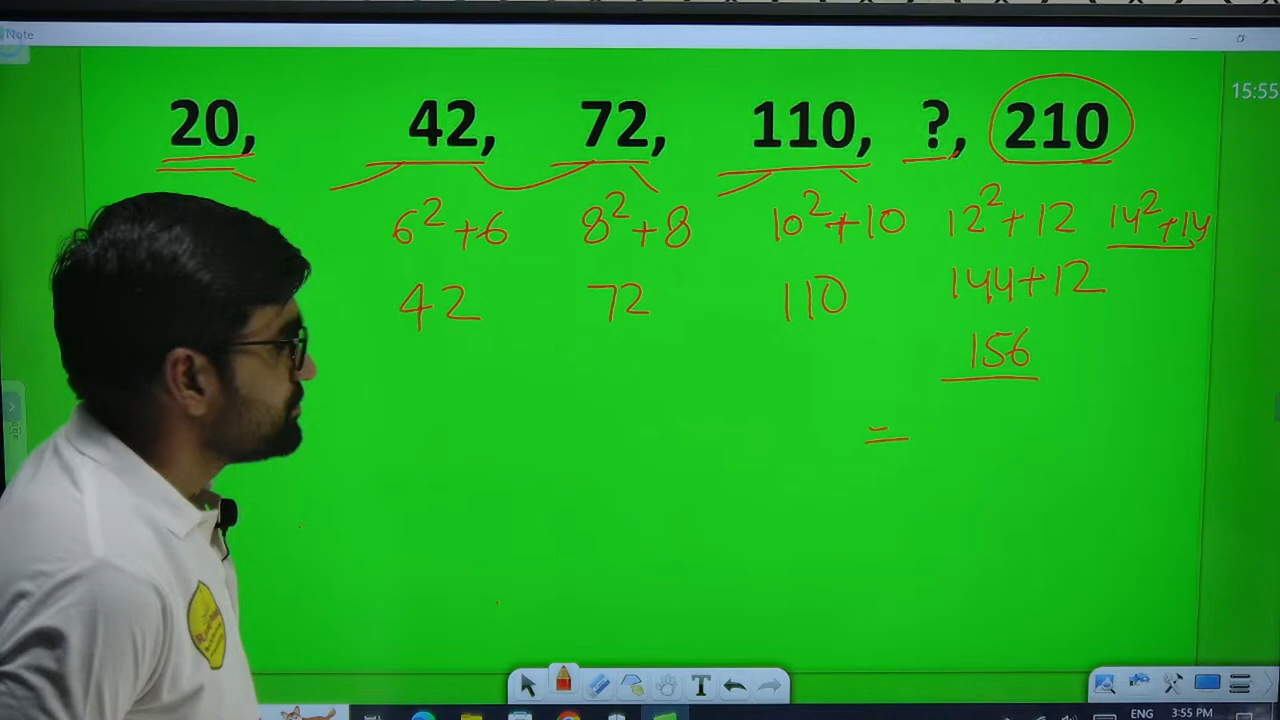 Note
20, 42, 72, 110, ?, 210
15:55
6²+6 8²+8 10²+10 12²+12 14²+14
42 72 110 144+12
156
=
T
ENG 3:55 PM